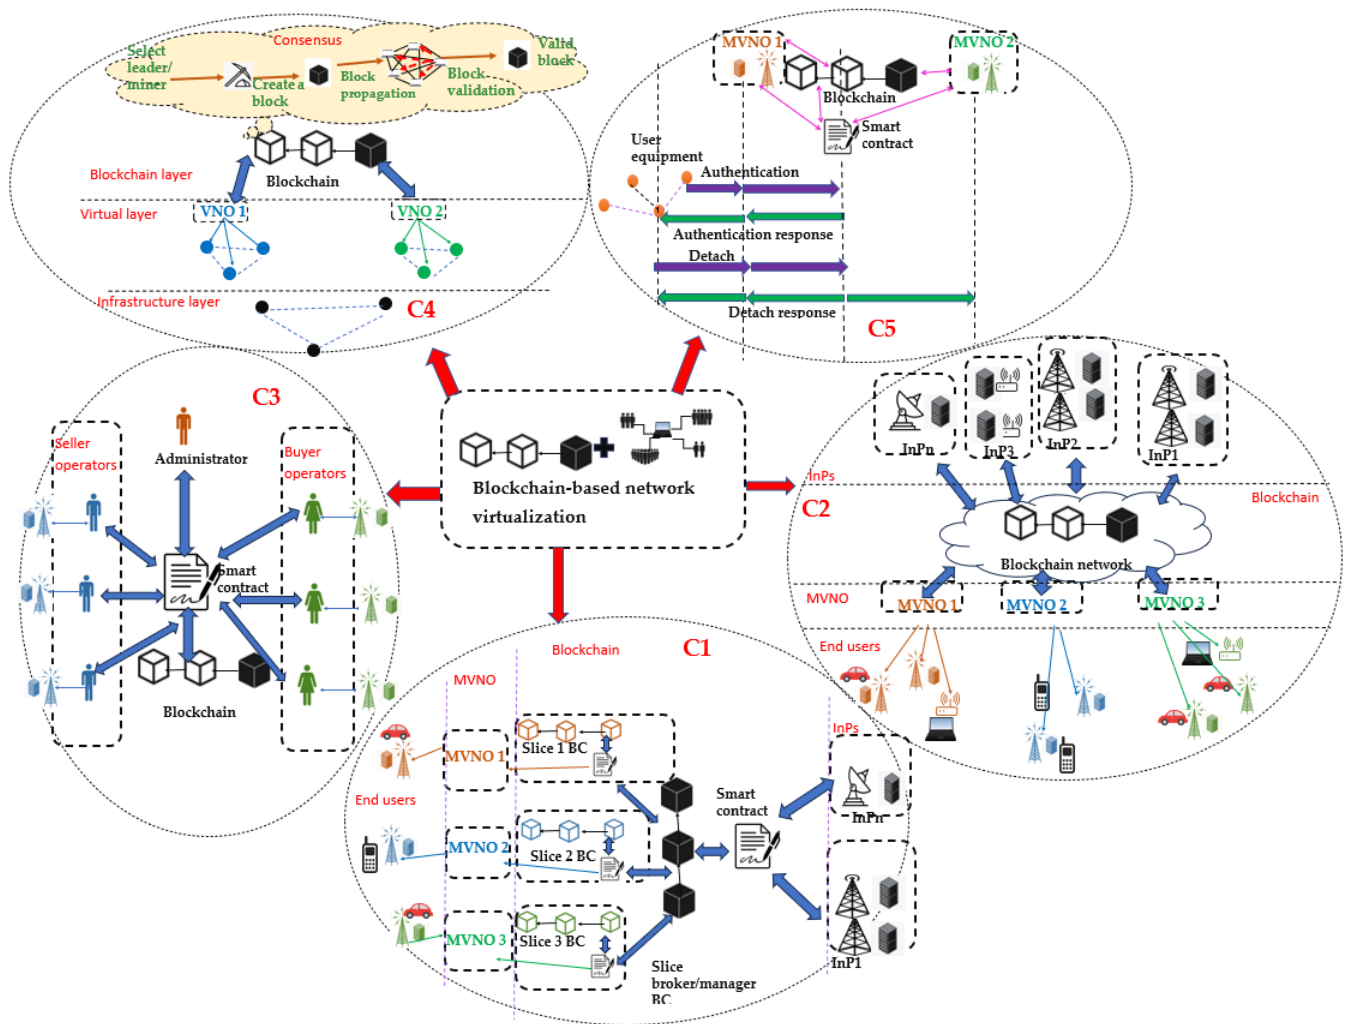 Select
leader/
miner
Consensus
Create a
block
Block
propagation
Block
validation
Valid
block
Blockchain
Blockchain layer
Virtual layer
VNO 1
VNO 2
Infrastructure layer
C4
MVNO 1
MVNO 2
Blockchain
Smart
contract
User
equipment
Authentication
Authentication response
Detach
Detach response
C5
C3
Seller
operators
Administrator
Buyer
operators
Smart
contract
Blockchain
Blockchain-based network
virtualization
InPn
InP3
InP2
InP1
InPs
C2
Blockchain
Blockchain network
MVNO
MVNO 1
MVNO 2
MVNO 3
End users
C1
Blockchain
MVNO
InPs
MVNO 1
Slice 1 BC
End users
MVNO 2
Slice 2 BC
MVNO 3
Slice 3 BC
Smart
contract
InPn
InP1
Slice
broker/manager
BC